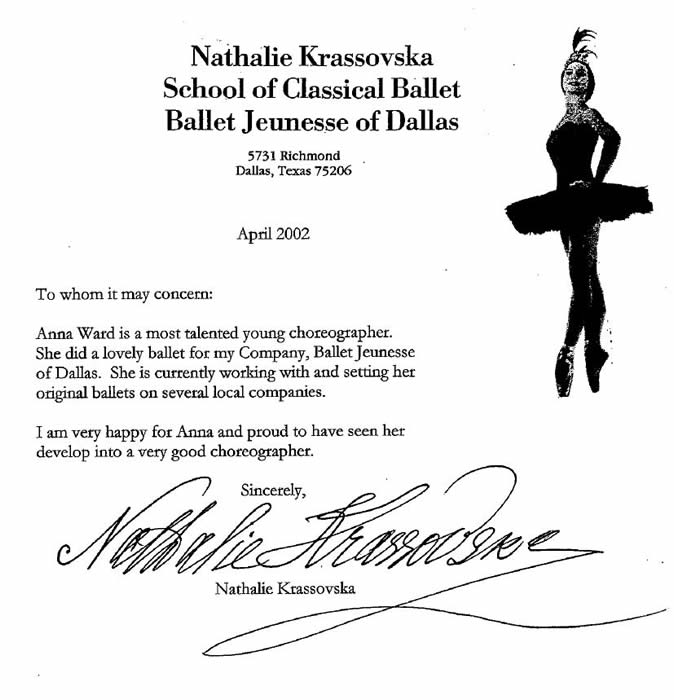 Nathalie Krassovska
School of Classical Ballet
Ballet Jeunesse of Dallas
5731 Richmond
Dallas, Texas 75206
April 2002
To whom it may concern:
Anna Ward is a most talented young choreographer.
She did a lovely ballet for my Company, Ballet Jeunesse
of Dallas. She is currently working with and setting her
original ballets on several local companies.
I am very happy for Anna and proud to have seen her
develop into a very good choreographer.
Sincerely,
Nathalie Krassovska
Nathalie Krassovska